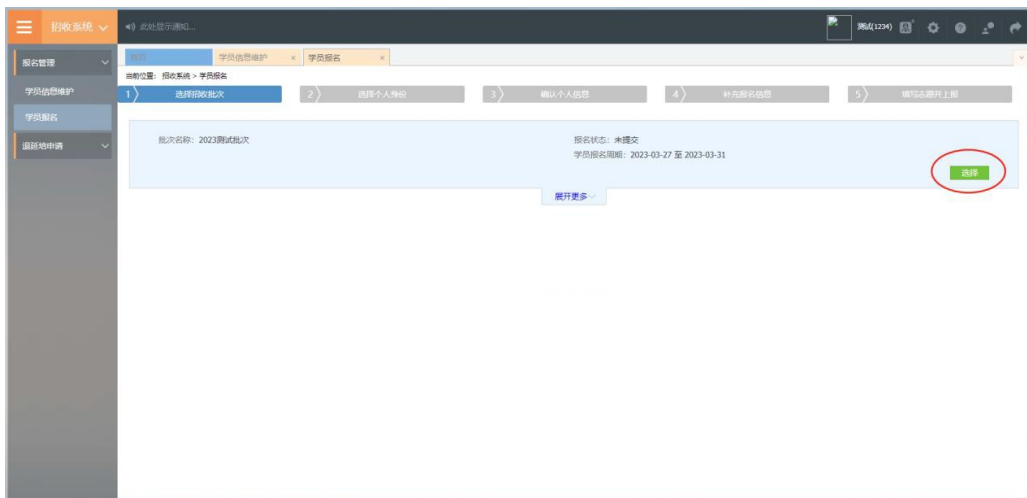 招收系统
此处显示通知...
测试(1234)
报名管理
学员信息维护
学员报名
退延培申请
首页
学员信息维护 ×
学员报名 ×
当前位置: 招收系统 > 学员报名
1 选择招收批次
2 选择个人身份
3 确认个人信息
4 补充报名信息
5 填写志愿并上报
批次名称: 2023测试批次
报名状态: 未提交
学员报名周期: 2023-03-27 至 2023-03-31
选择
展开更多